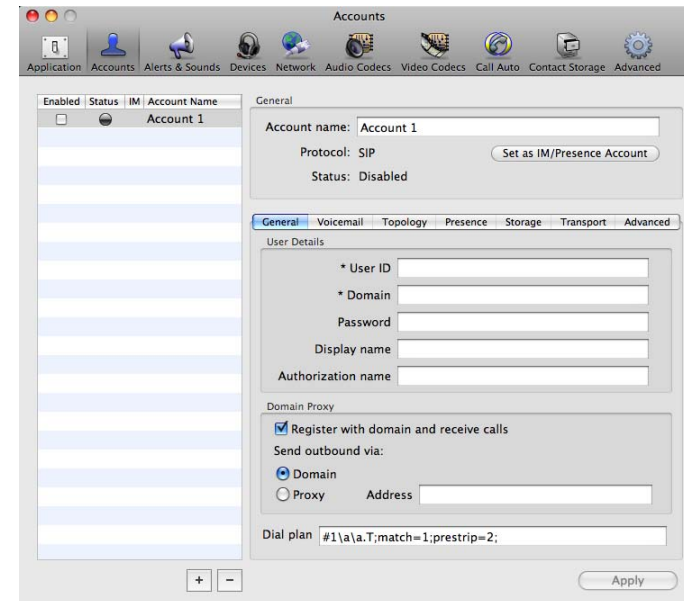 Accounts
Application Accounts Alerts & Sounds Devices Network Audio Codecs Video Codecs Call Auto Contact Storage Advanced
Enabled Status IM Account Name
Account 1
General
Account name: Account 1
Protocol: SIP
Set as IM/Presence Account
Status: Disabled
General Voicemail Topology Presence Storage Transport Advanced
User Details
* User ID
* Domain
Password
Display name
Authorization name
Domain Proxy
Register with domain and receive calls
Send outbound via:
Domain
Proxy Address
Dial plan #1\a\a.T;match=1;prestrip=2;
+ −
Apply